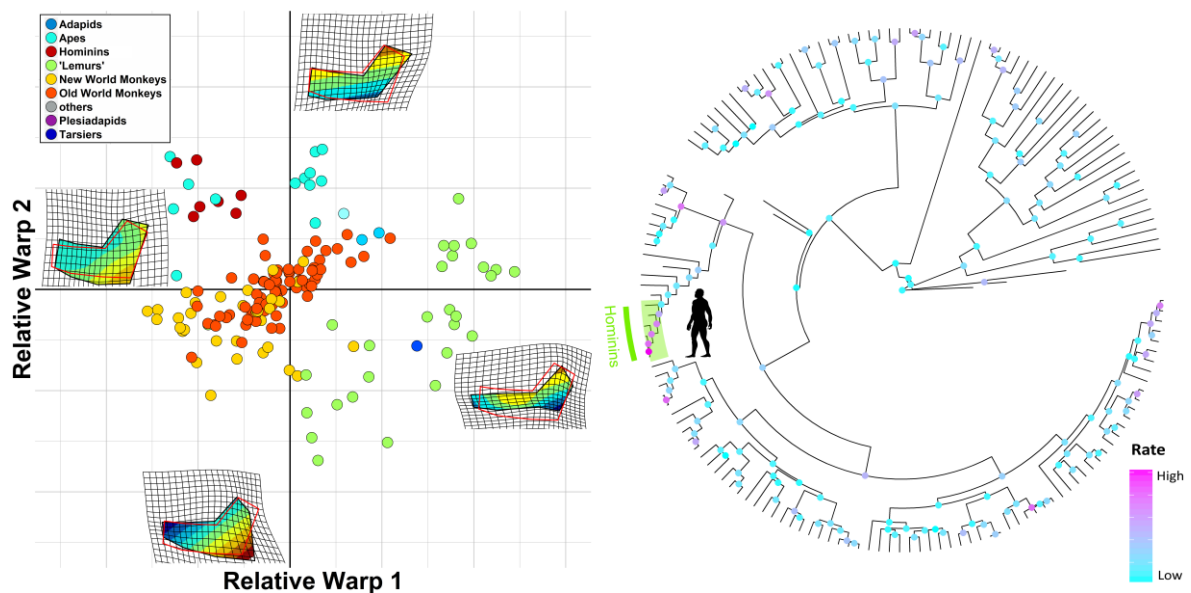 Adapids
Apes
Hominins
'Lemurs'
New World Monkeys
Old World Monkeys
others
Plesiadapids
Tarsiers
Relative Warp 2
Relative Warp 1
Hominins
Rate
High
Low